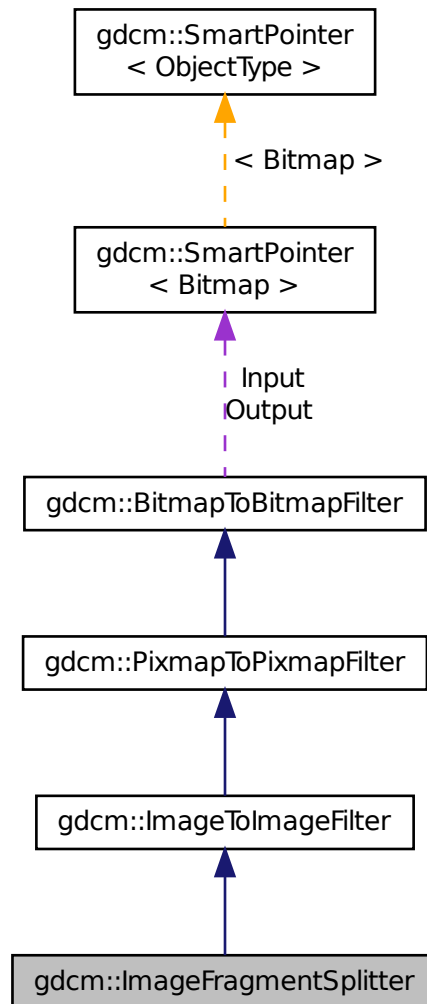 gdcm::SmartPointer
< ObjectType >
< Bitmap >
gdcm::SmartPointer
< Bitmap >
Input
Output
gdcm::BitmapToBitmapFilter
gdcm::PixmapToPixmapFilter
gdcm::ImageToImageFilter
gdcm::ImageFragmentSplitter